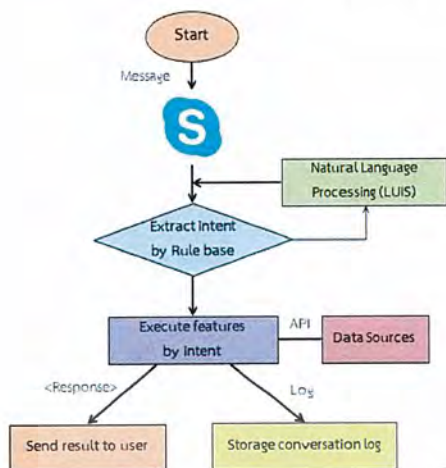 Start
Message
S
Natural Language
Processing (LUIS)
Extract Intent
by Rule base
Execute features
by Intent
API
Data Sources
<Response>
Log
Send result to user
Storage conversation log